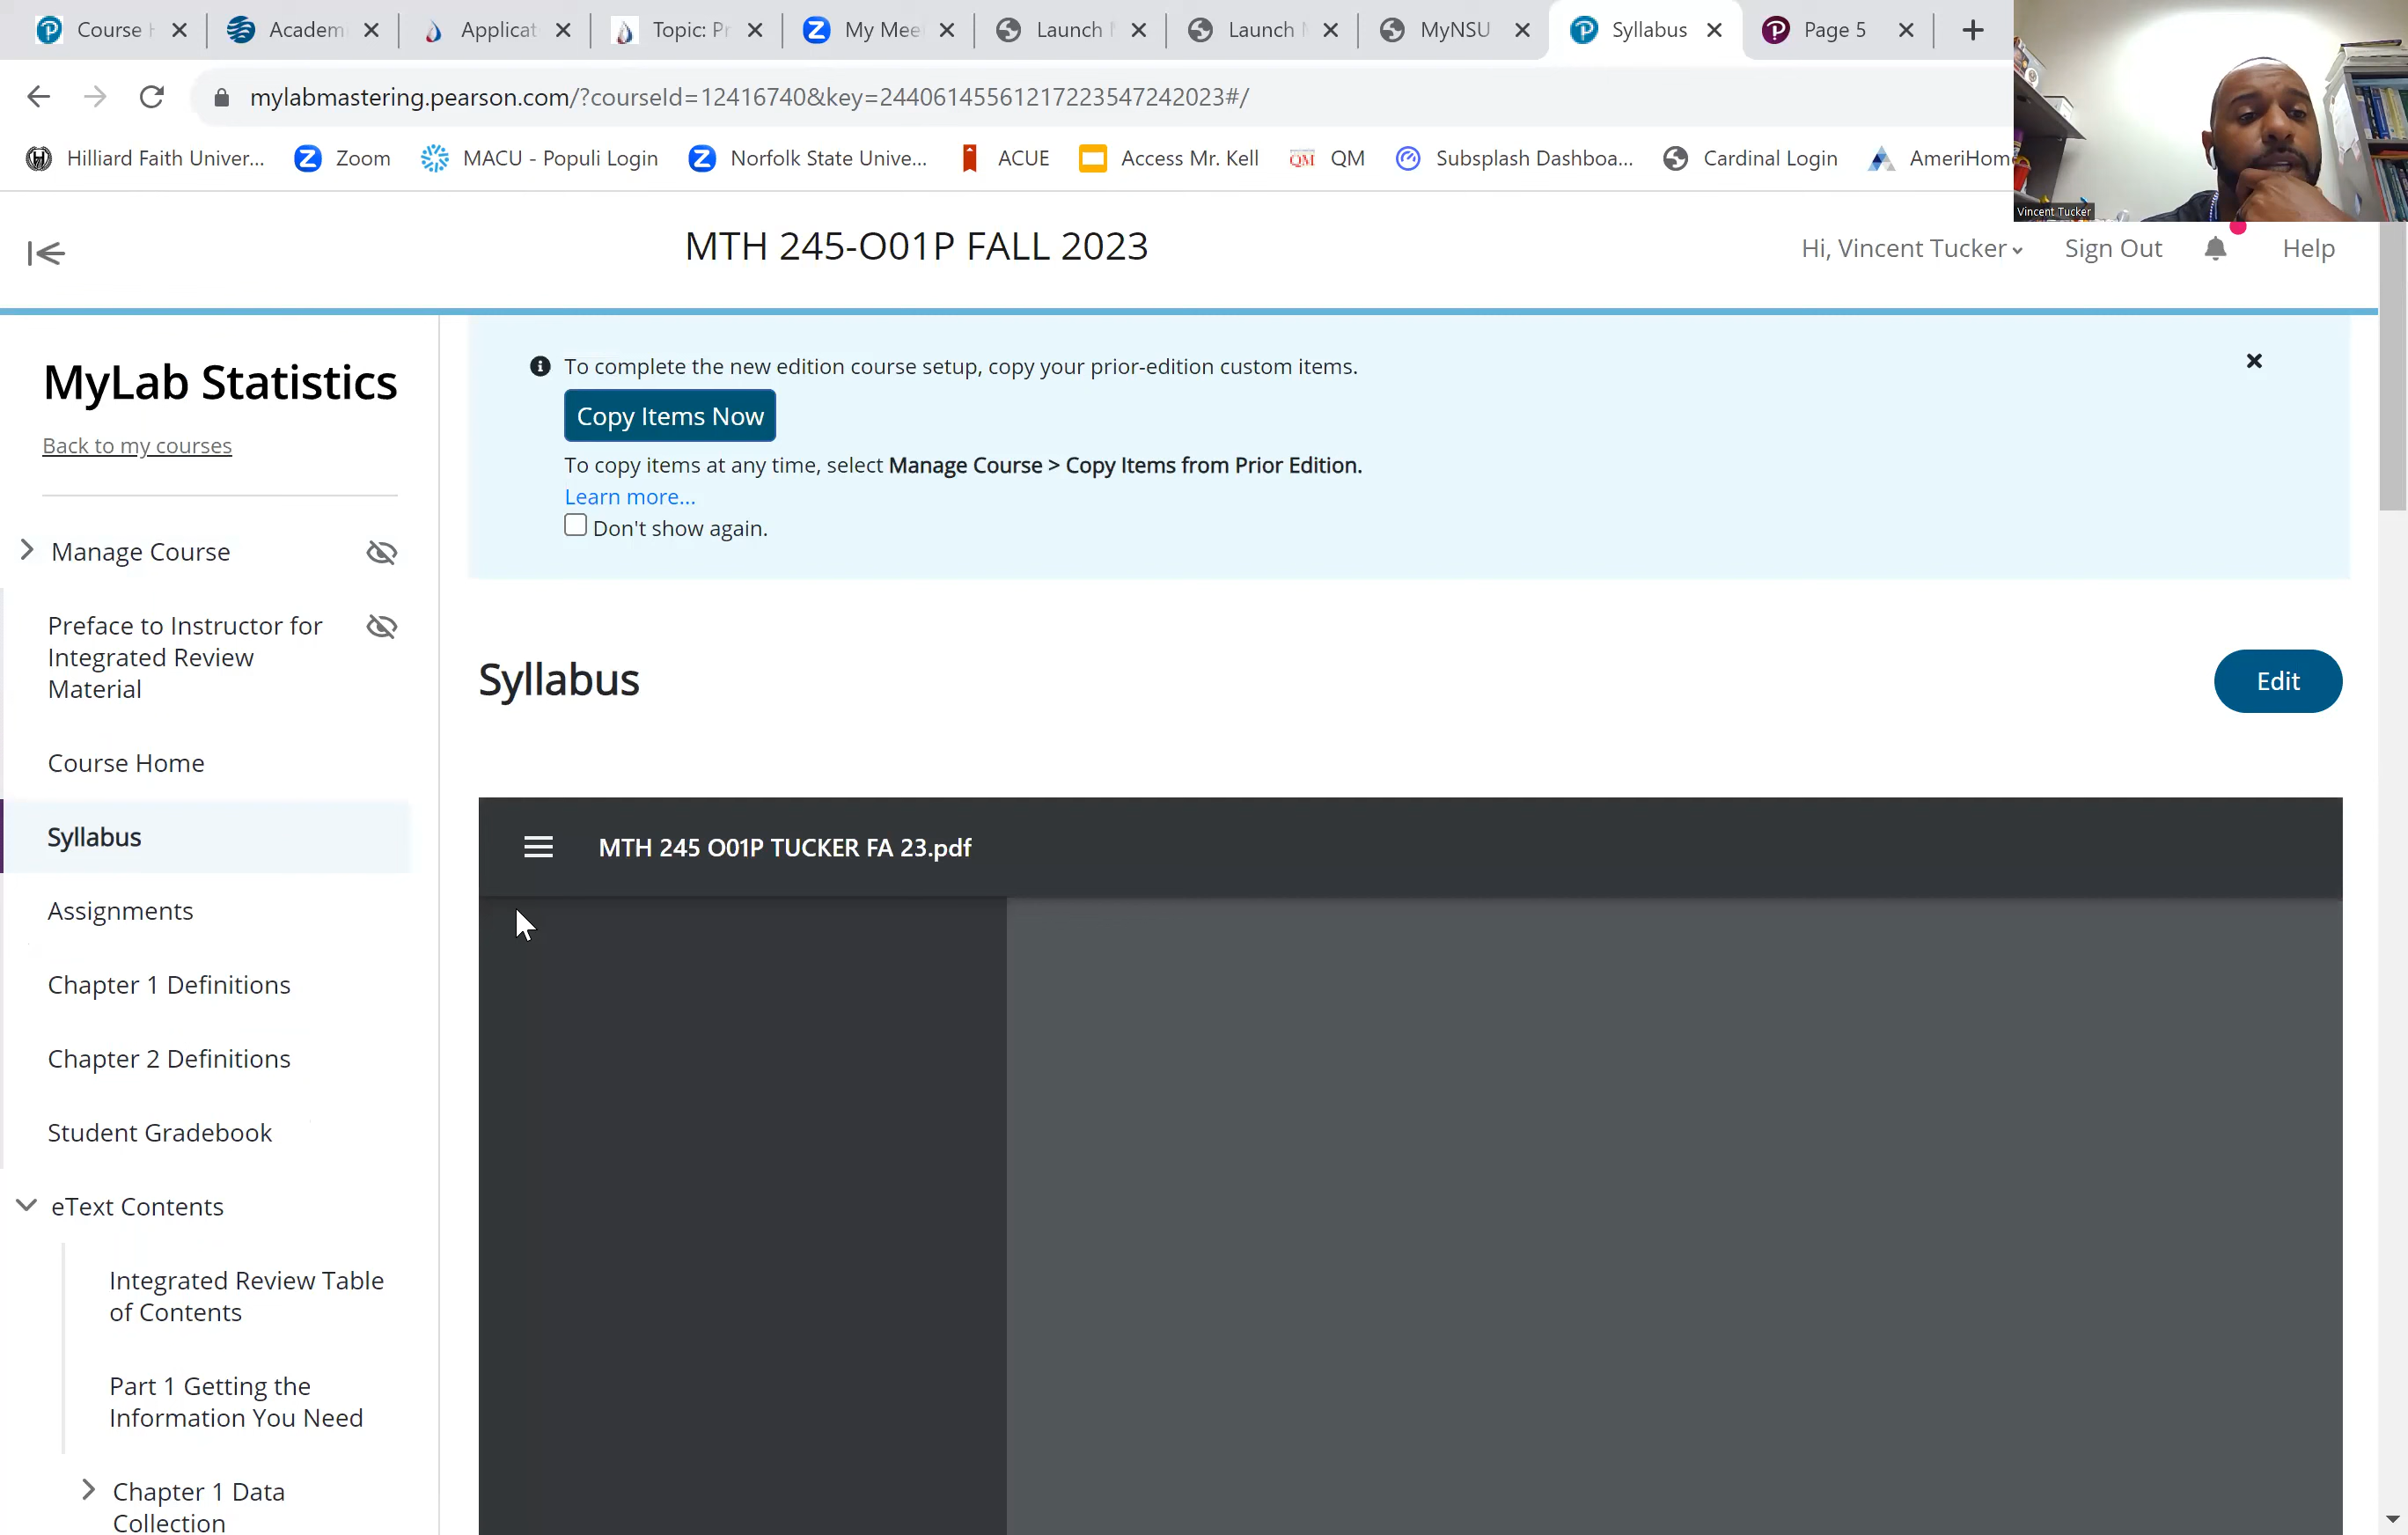 Course
Academ
Applicat
Topic: Pr
My Mee
Launch
Launch
MyNSU
Syllabus
Page 5
mylabmastering.pearson.com/?courseId=12416740&key=24406145561217223547242023#/
Hilliard Faith Univer...
Zoom
MACU - Populi Login
Norfolk State Unive...
ACUE
Access Mr. Kell
QM QM
Subsplash Dashboa...
Cardinal Login
AmeriHome
Vincent Tucker
MTH 245-O01P FALL 2023
Hi, Vincent Tucker
Sign Out
Help
MyLab Statistics
Back to my courses
Manage Course
Preface to Instructor for
Integrated Review
Material
Course Home
Syllabus
Assignments
Chapter 1 Definitions
Chapter 2 Definitions
Student Gradebook
eText Contents
Integrated Review Table
of Contents
Part 1 Getting the
Information You Need
Chapter 1 Data
Collection
To complete the new edition course setup, copy your prior-edition custom items.
Copy Items Now
To copy items at any time, select Manage Course > Copy Items from Prior Edition.
Learn more...
Don't show again.
Syllabus
Edit
MTH 245 O01P TUCKER FA 23.pdf